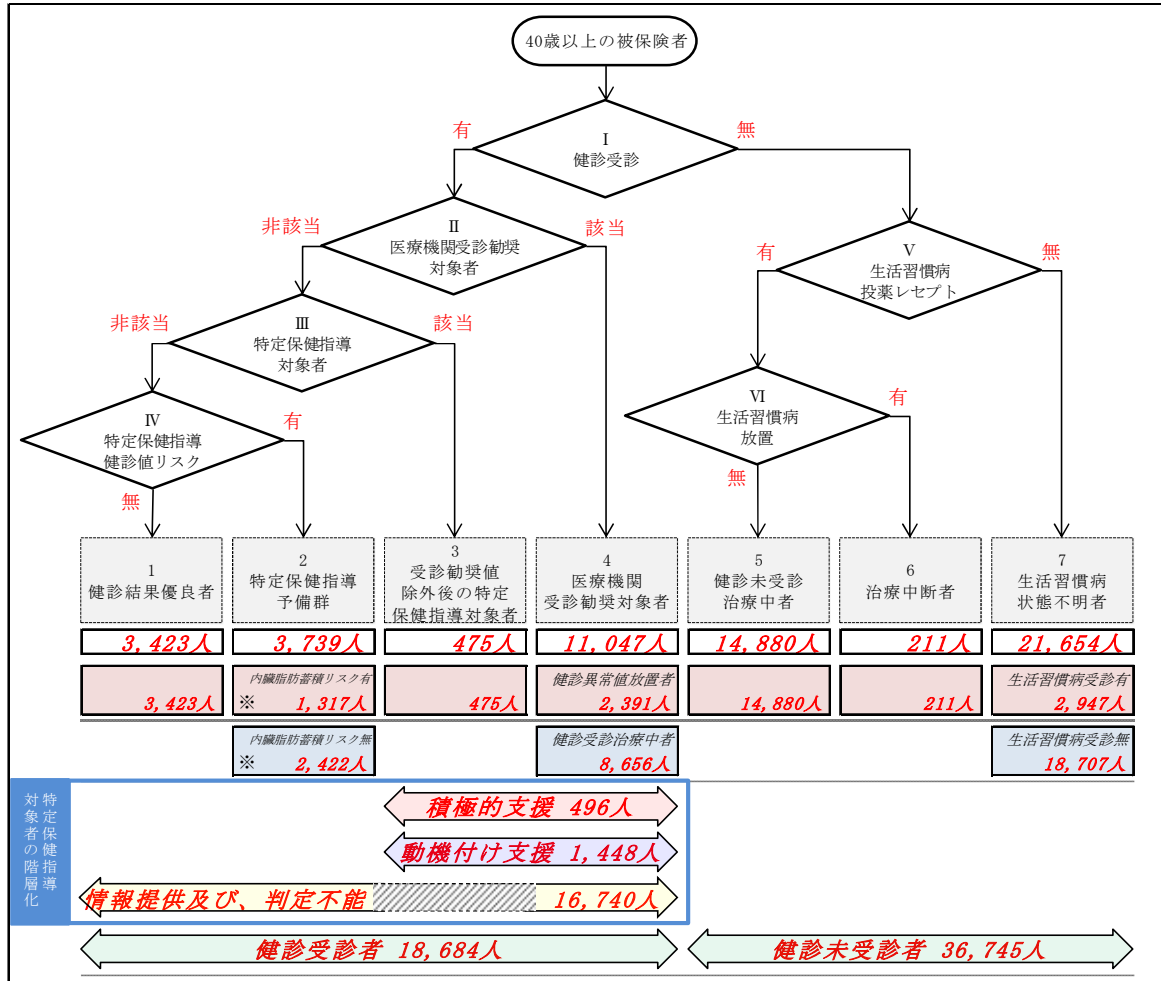 40歳以上の被保険者
Ⅰ
健診受診
有
無
Ⅱ
医療機関受診勧奨
対象者
非該当
該当
Ⅴ
生活習慣病
投薬レセプト
有
無
Ⅲ
特定保健指導
対象者
非該当
該当
Ⅳ
特定保健指導
健診値リスク
有
無
Ⅵ
生活習慣病
放置
有
無
1
健診結果優良者
2
特定保健指導
予備群
3
受診勧奨値
除外後の特定
保健指導対象者
4
医療機関
受診勧奨対象者
5
健診未受診
治療中者
6
治療中断者
7
生活習慣病
状態不明者
3,423人
3,739人
475人
11,047人
14,880人
211人
21,654人
3,423人
内臓脂肪蓄積リスク有
※ 1,317人
475人
健診異常値放置者
2,391人
14,880人
211人
生活習慣病受診有
2,947人
内臓脂肪蓄積リスク無
※ 2,422人
健診受診治療中者
8,656人
生活習慣病受診無
18,707人
特定保健指導
対象者の階層化
積極的支援 496人
動機付け支援 1,448人
情報提供及び、判定不能 16,740人
健診受診者 18,684人
健診未受診者 36,745人